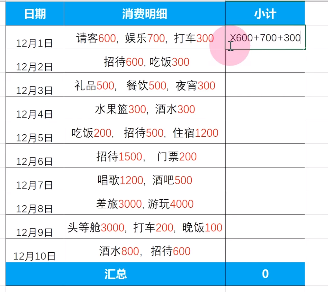 日期 消费明细 小计
12月1日 请客600, 娱乐700, 打车300 X600+700+300
12月2日 招待600, 吃饭300
12月3日 礼品500, 餐饮500, 夜宵300
12月4日 水果篮300, 酒水300
12月5日 吃饭200, 招待500, 住宿1200
12月6日 招待1500, 门票200
12月7日 唱歌1200, 酒吧500
12月8日 差旅3000, 游玩4000
12月9日 头等舱3000, 打车200, 晚饭100
12月10日 酒水800, 招待600
汇总 0